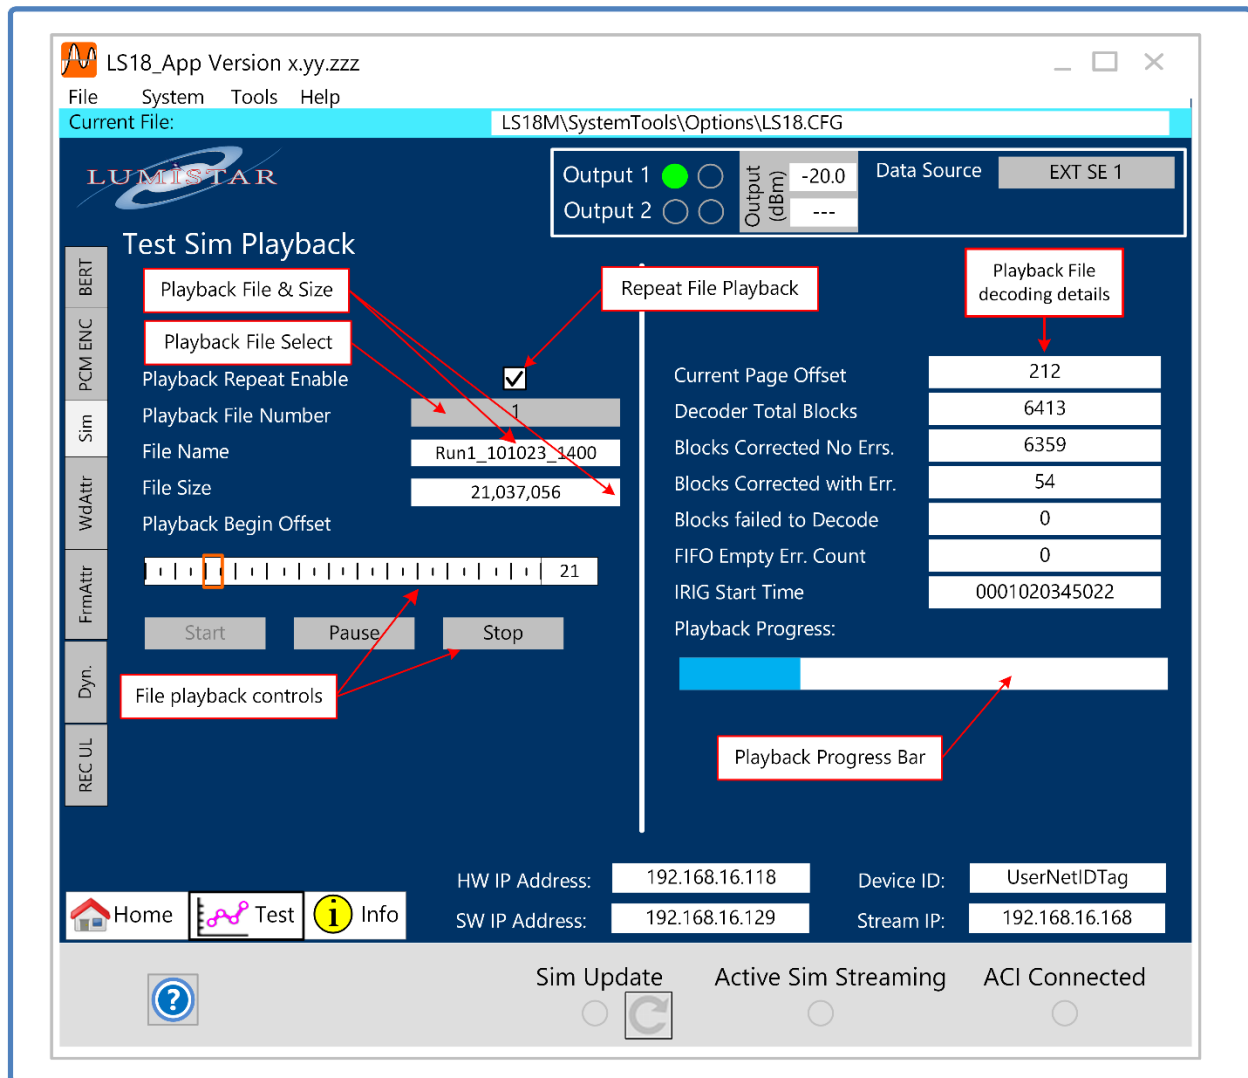 LS18_App Version x.yy.zzz
File System Tools Help
Current File: LS18M\SystemTools\Options\LS18.CFG
LUMISTAR
Output 1
Output 2
Output (dBm)
-20.0
---
Data Source EXT SE 1
Test Sim Playback
BERT
PCM ENC
Sim
WdAttr
FrmAttr
Dyn.
REC UL
Playback File & Size
Repeat File Playback
Playback File
decoding details
Playback File Select
Playback Repeat Enable
Playback File Number 1
File Name Run1_101023_1400
File Size 21,037,056
Playback Begin Offset
21
Start Pause Stop
File playback controls
Current Page Offset 212
Decoder Total Blocks 6413
Blocks Corrected No Errs. 6359
Blocks Corrected with Err. 54
Blocks failed to Decode 0
FIFO Empty Err. Count 0
IRIG Start Time 0001020345022
Playback Progress:
Playback Progress Bar
HW IP Address: 192.168.16.118 Device ID: UserNetIDTag
SW IP Address: 192.168.16.129 Stream IP: 192.168.16.168
Home Test i Info
? Sim Update Active Sim Streaming ACI Connected